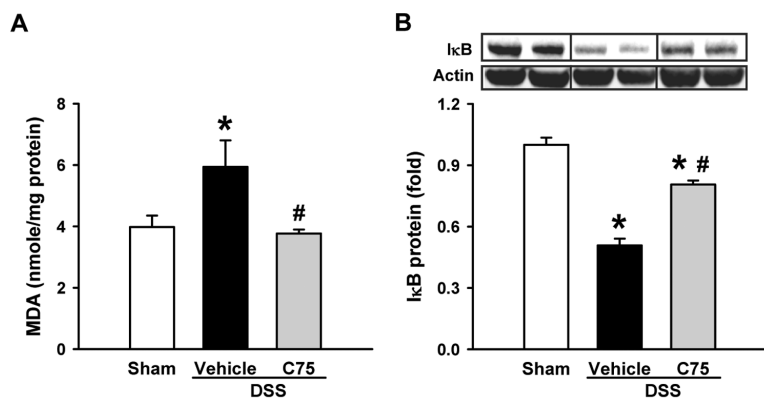 A
MDA (nmole/mg protein)
8
6
4
2
0
*
#
Sham
Vehicle
C75
DSS
B
IκB
Actin
IκB protein (fold)
1.2
0.9
0.6
0.3
0.0
*
* #
Sham
Vehicle
C75
DSS